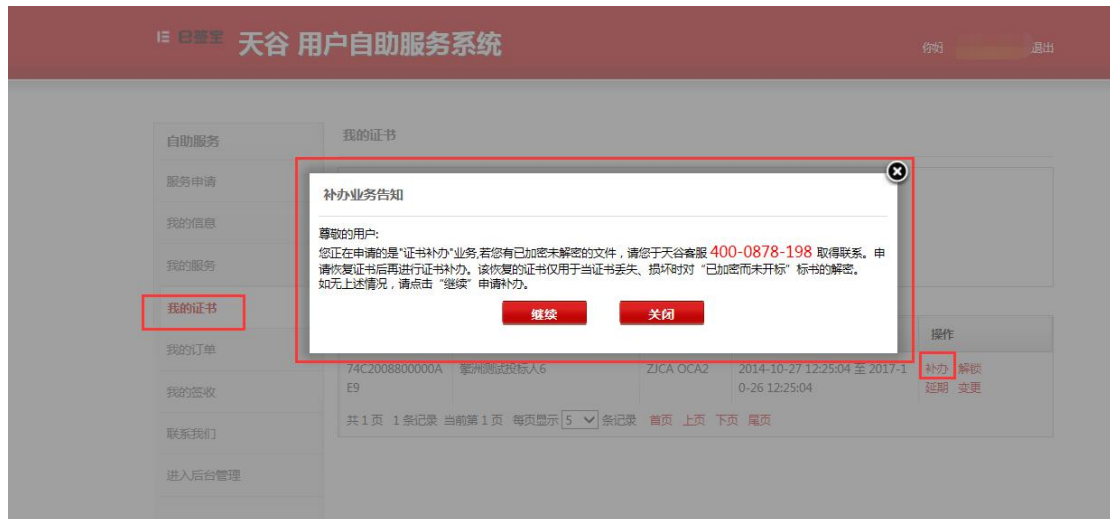 E签宝 天谷 用户自助服务系统
你好 退出
自助服务
服务申请
我的信息
我的服务
我的证书
我的订单
我的签收
联系我们
进入后台管理
我的证书
补办业务告知
尊敬的用户:
您正在申请的是"证书补办"业务,若您有已加密未解密的文件，请您于天谷客服 400-0878-198 取得联系。申
请恢复证书后再进行证书补办。该恢复的证书仅用于当证书丢失、损坏时对“已加密而未开标”标书的解密。
如无上述情况，请点击“继续”申请补办。
继续 关闭
操作
74C2008800000A 擎洲测试投标人6 ZJCA OCA2 2014-10-27 12:25:04 至 2017-1 补办 解锁
E9 0-26 12:25:04 延期 变更
共 1 页 1 条记录 当前第 1 页 每页显示 5 条记录 首页 上页 下页 尾页